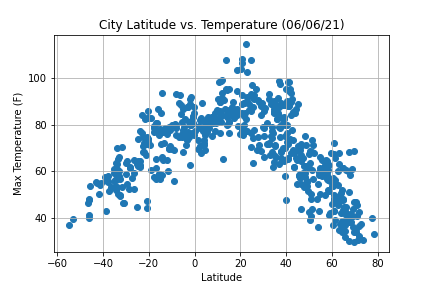 City Latitude vs. Temperature (06/06/21)
Max Temperature (F)
100
80
60
40
−60 −40 −20 0 20 40 60 80
Latitude